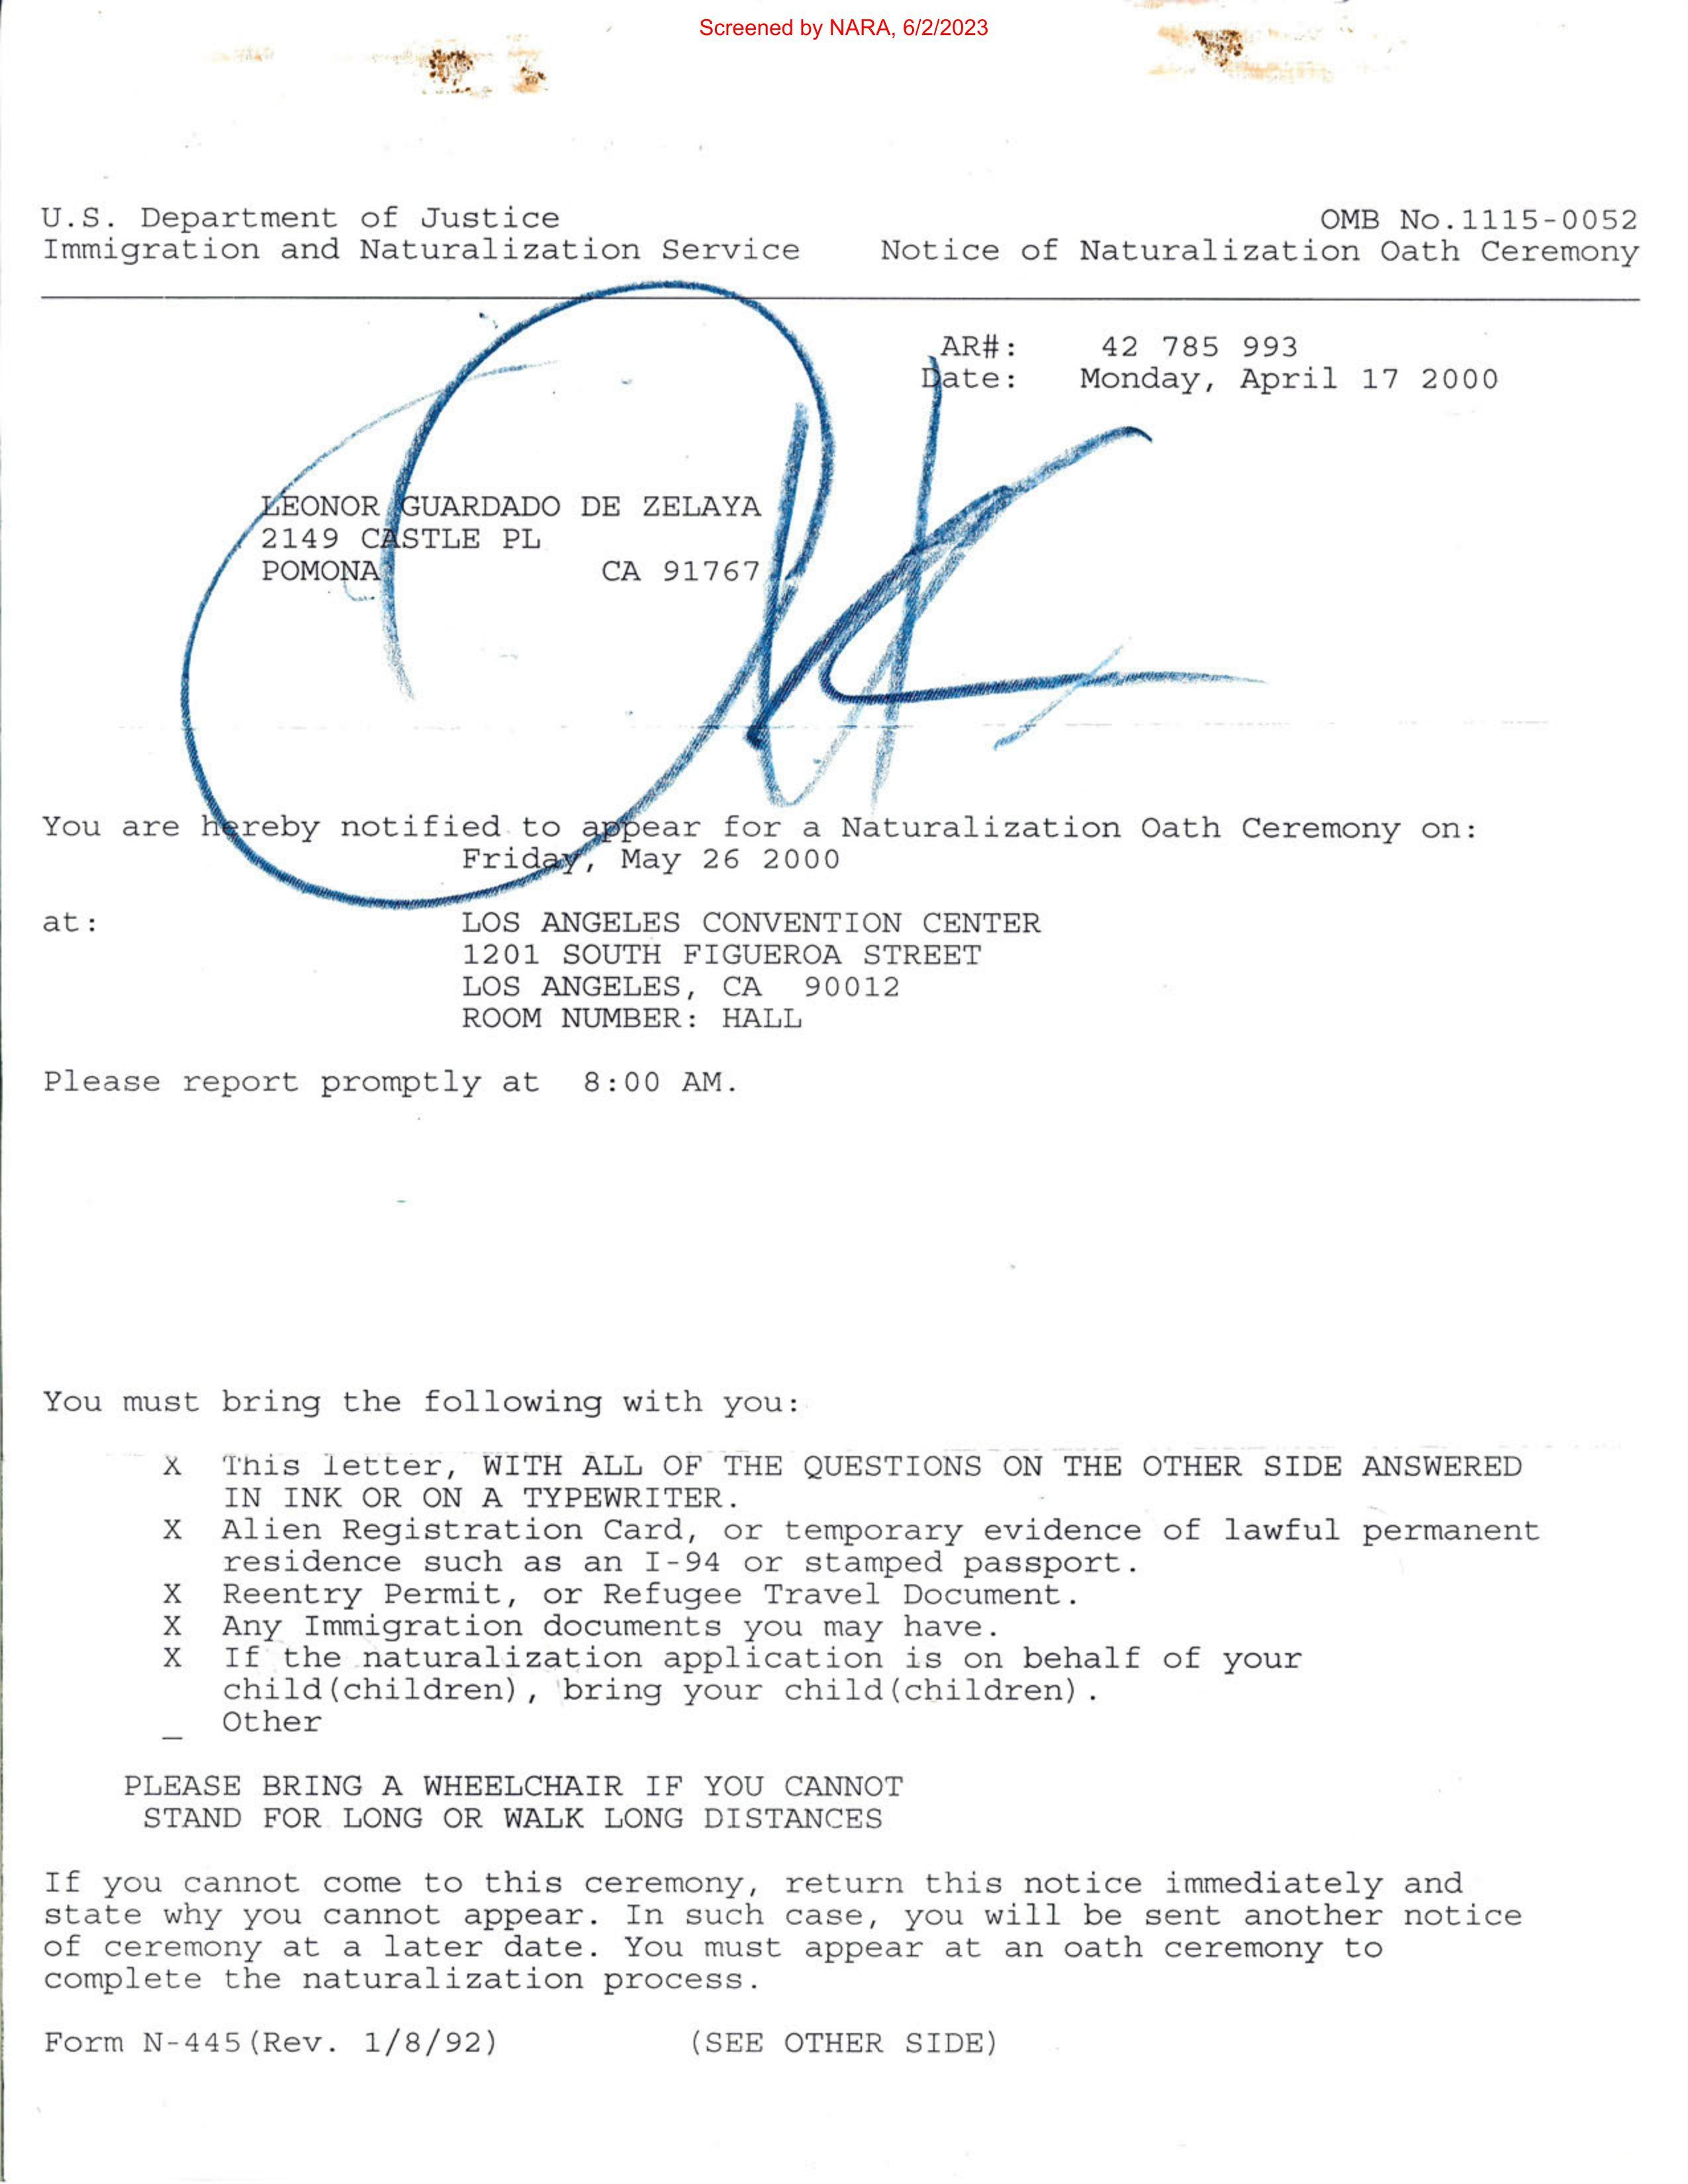 Screened by NARA, 6/2/2023
U.S. Department of Justice OMB No.1115-0052
Immigration and Naturalization Service Notice of Naturalization Oath Ceremony
AR#: 42 785 993
Date: Monday, April 17 2000
LEONOR GUARDADO DE ZELAYA
2149 CASTLE PL
POMONA CA 91767
You are hereby notified to appear for a Naturalization Oath Ceremony on:
Friday, May 26 2000
at: LOS ANGELES CONVENTION CENTER
1201 SOUTH FIGUEROA STREET
LOS ANGELES, CA 90012
ROOM NUMBER: HALL
Please report promptly at 8:00 AM.
You must bring the following with you:
X This letter, WITH ALL OF THE QUESTIONS ON THE OTHER SIDE ANSWERED
IN INK OR ON A TYPEWRITER.
X Alien Registration Card, or temporary evidence of lawful permanent
residence such as an I-94 or stamped passport.
X Reentry Permit, or Refugee Travel Document.
X Any Immigration documents you may have.
X If the naturalization application is on behalf of your
child(children), bring your child(children).
_ Other
PLEASE BRING A WHEELCHAIR IF YOU CANNOT
STAND FOR LONG OR WALK LONG DISTANCES
If you cannot come to this ceremony, return this notice immediately and
state why you cannot appear. In such case, you will be sent another notice
of ceremony at a later date. You must appear at an oath ceremony to
complete the naturalization process.
Form N-445(Rev. 1/8/92) (SEE OTHER SIDE)